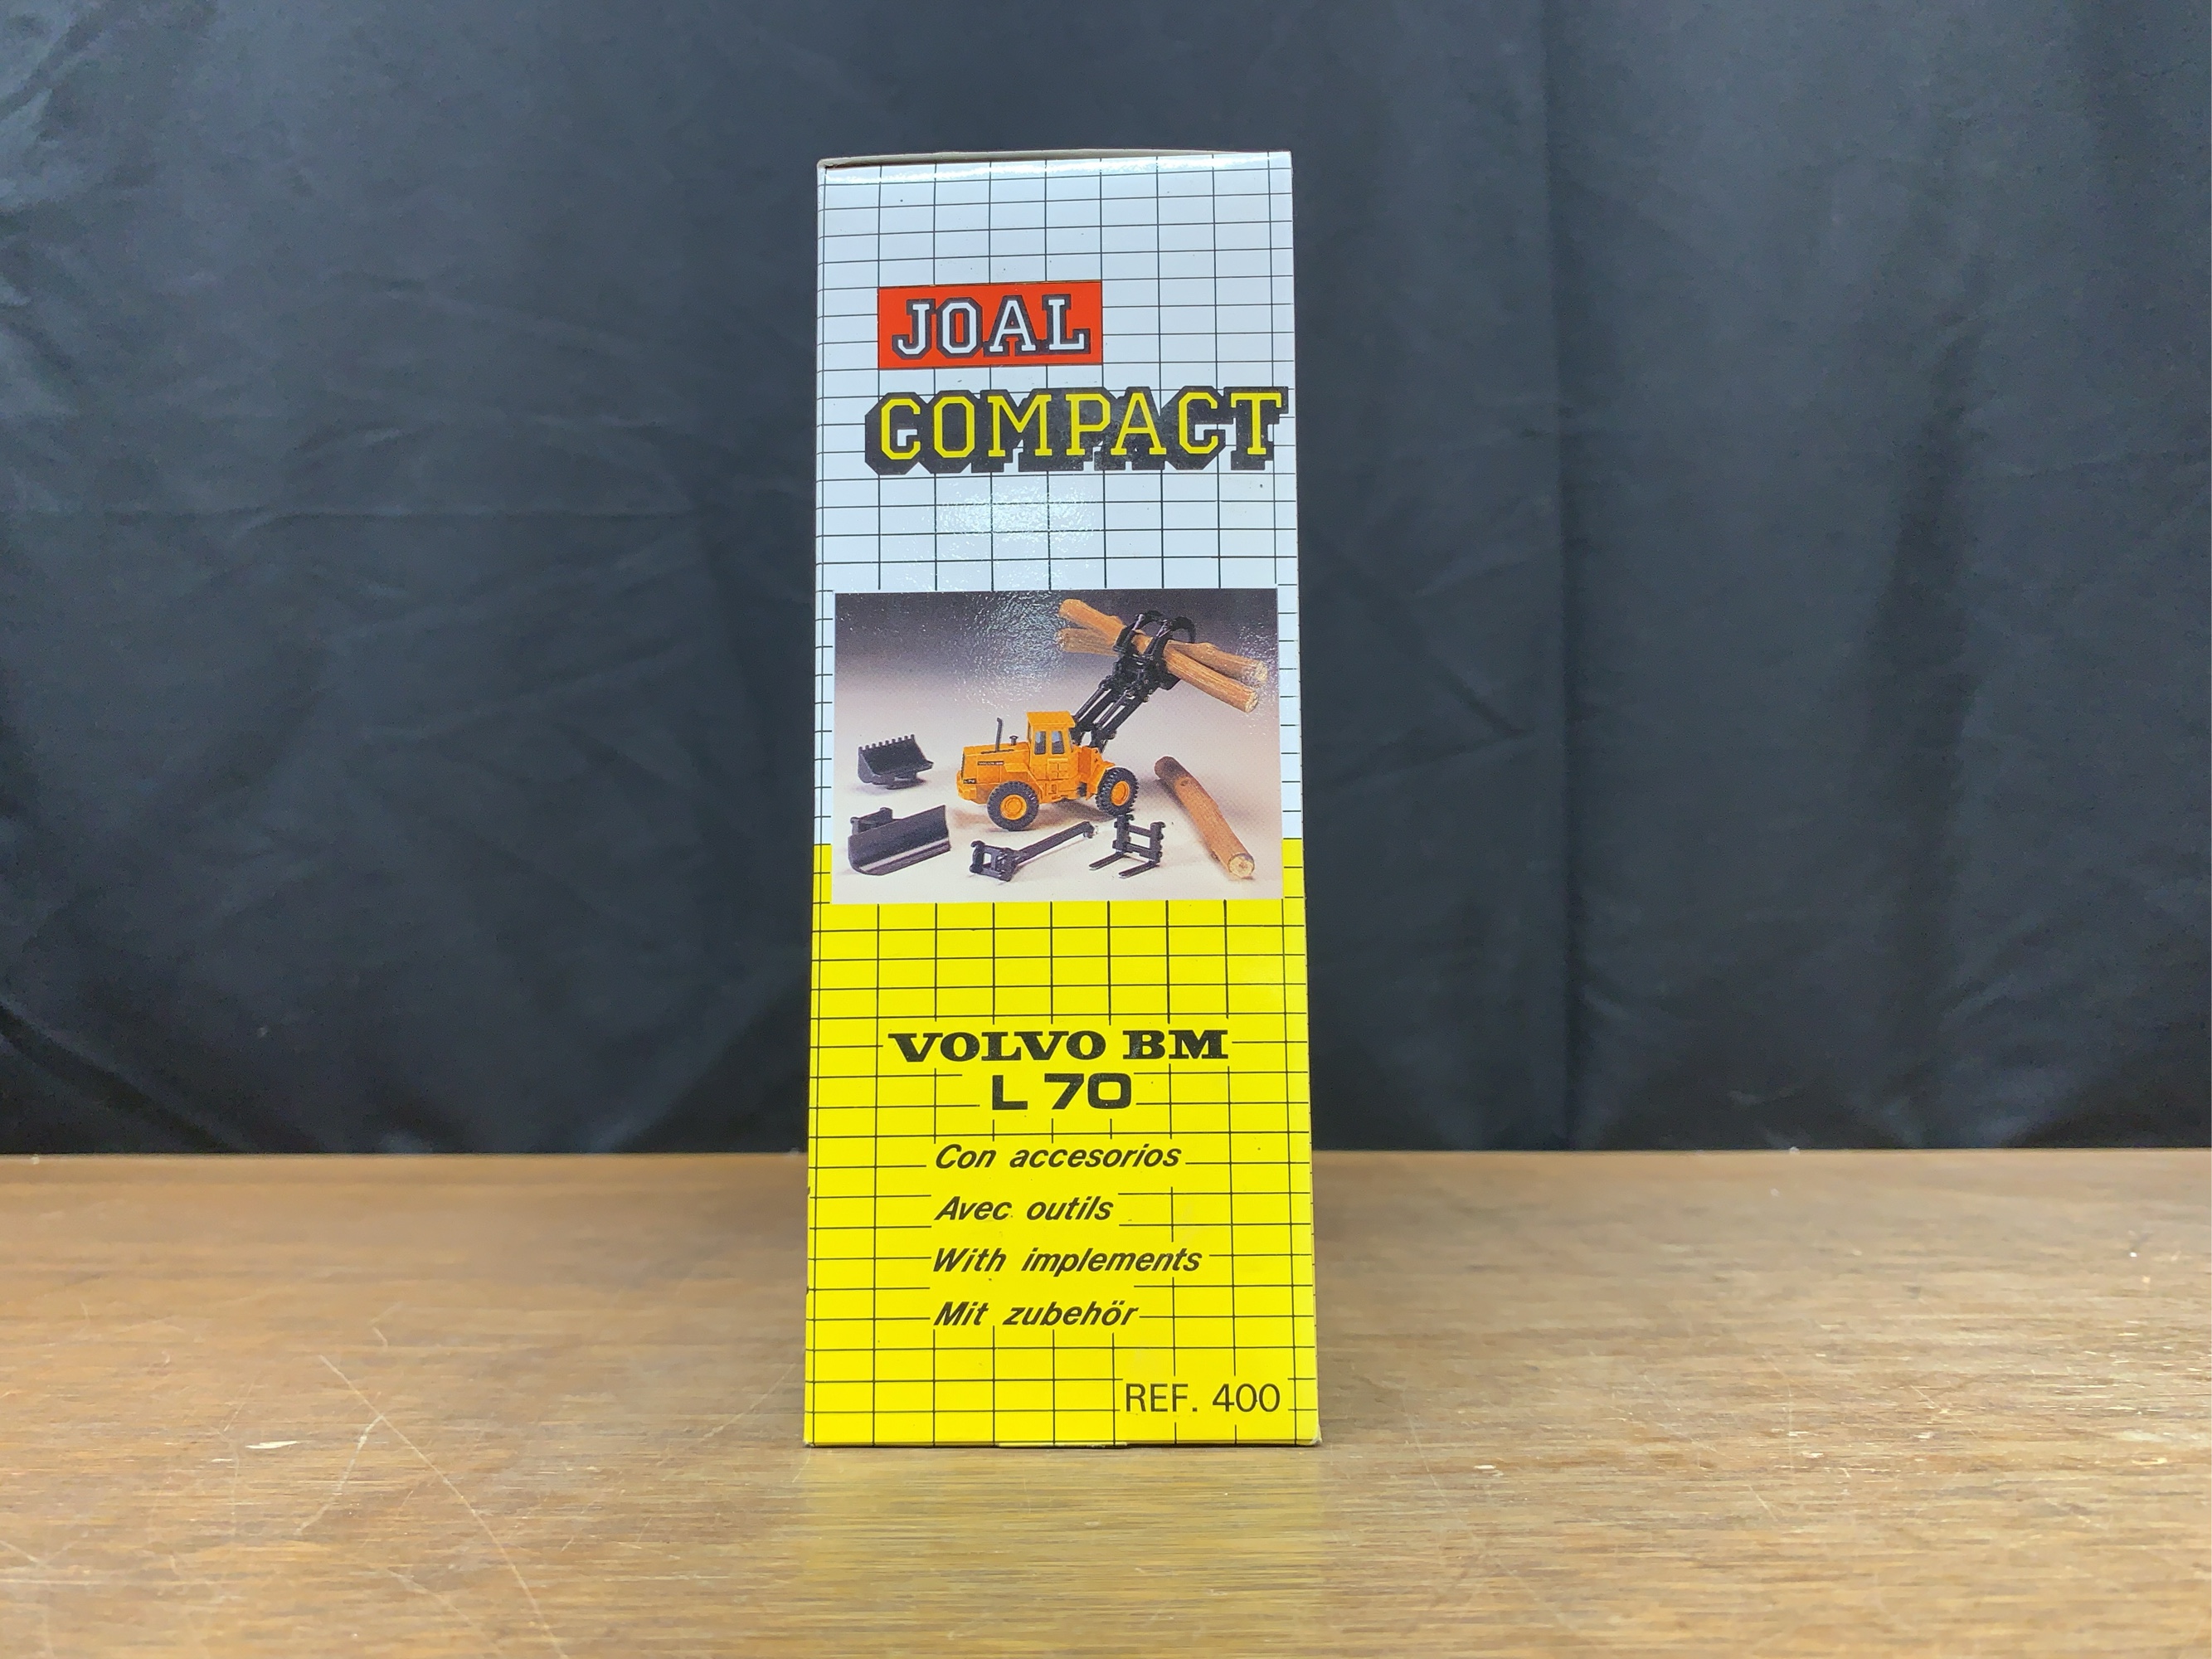 JOAL
COMPACT
VOLVO BM
L 70
Con accesorios
Avec outils
With implements
Mit zubehör
REF. 400